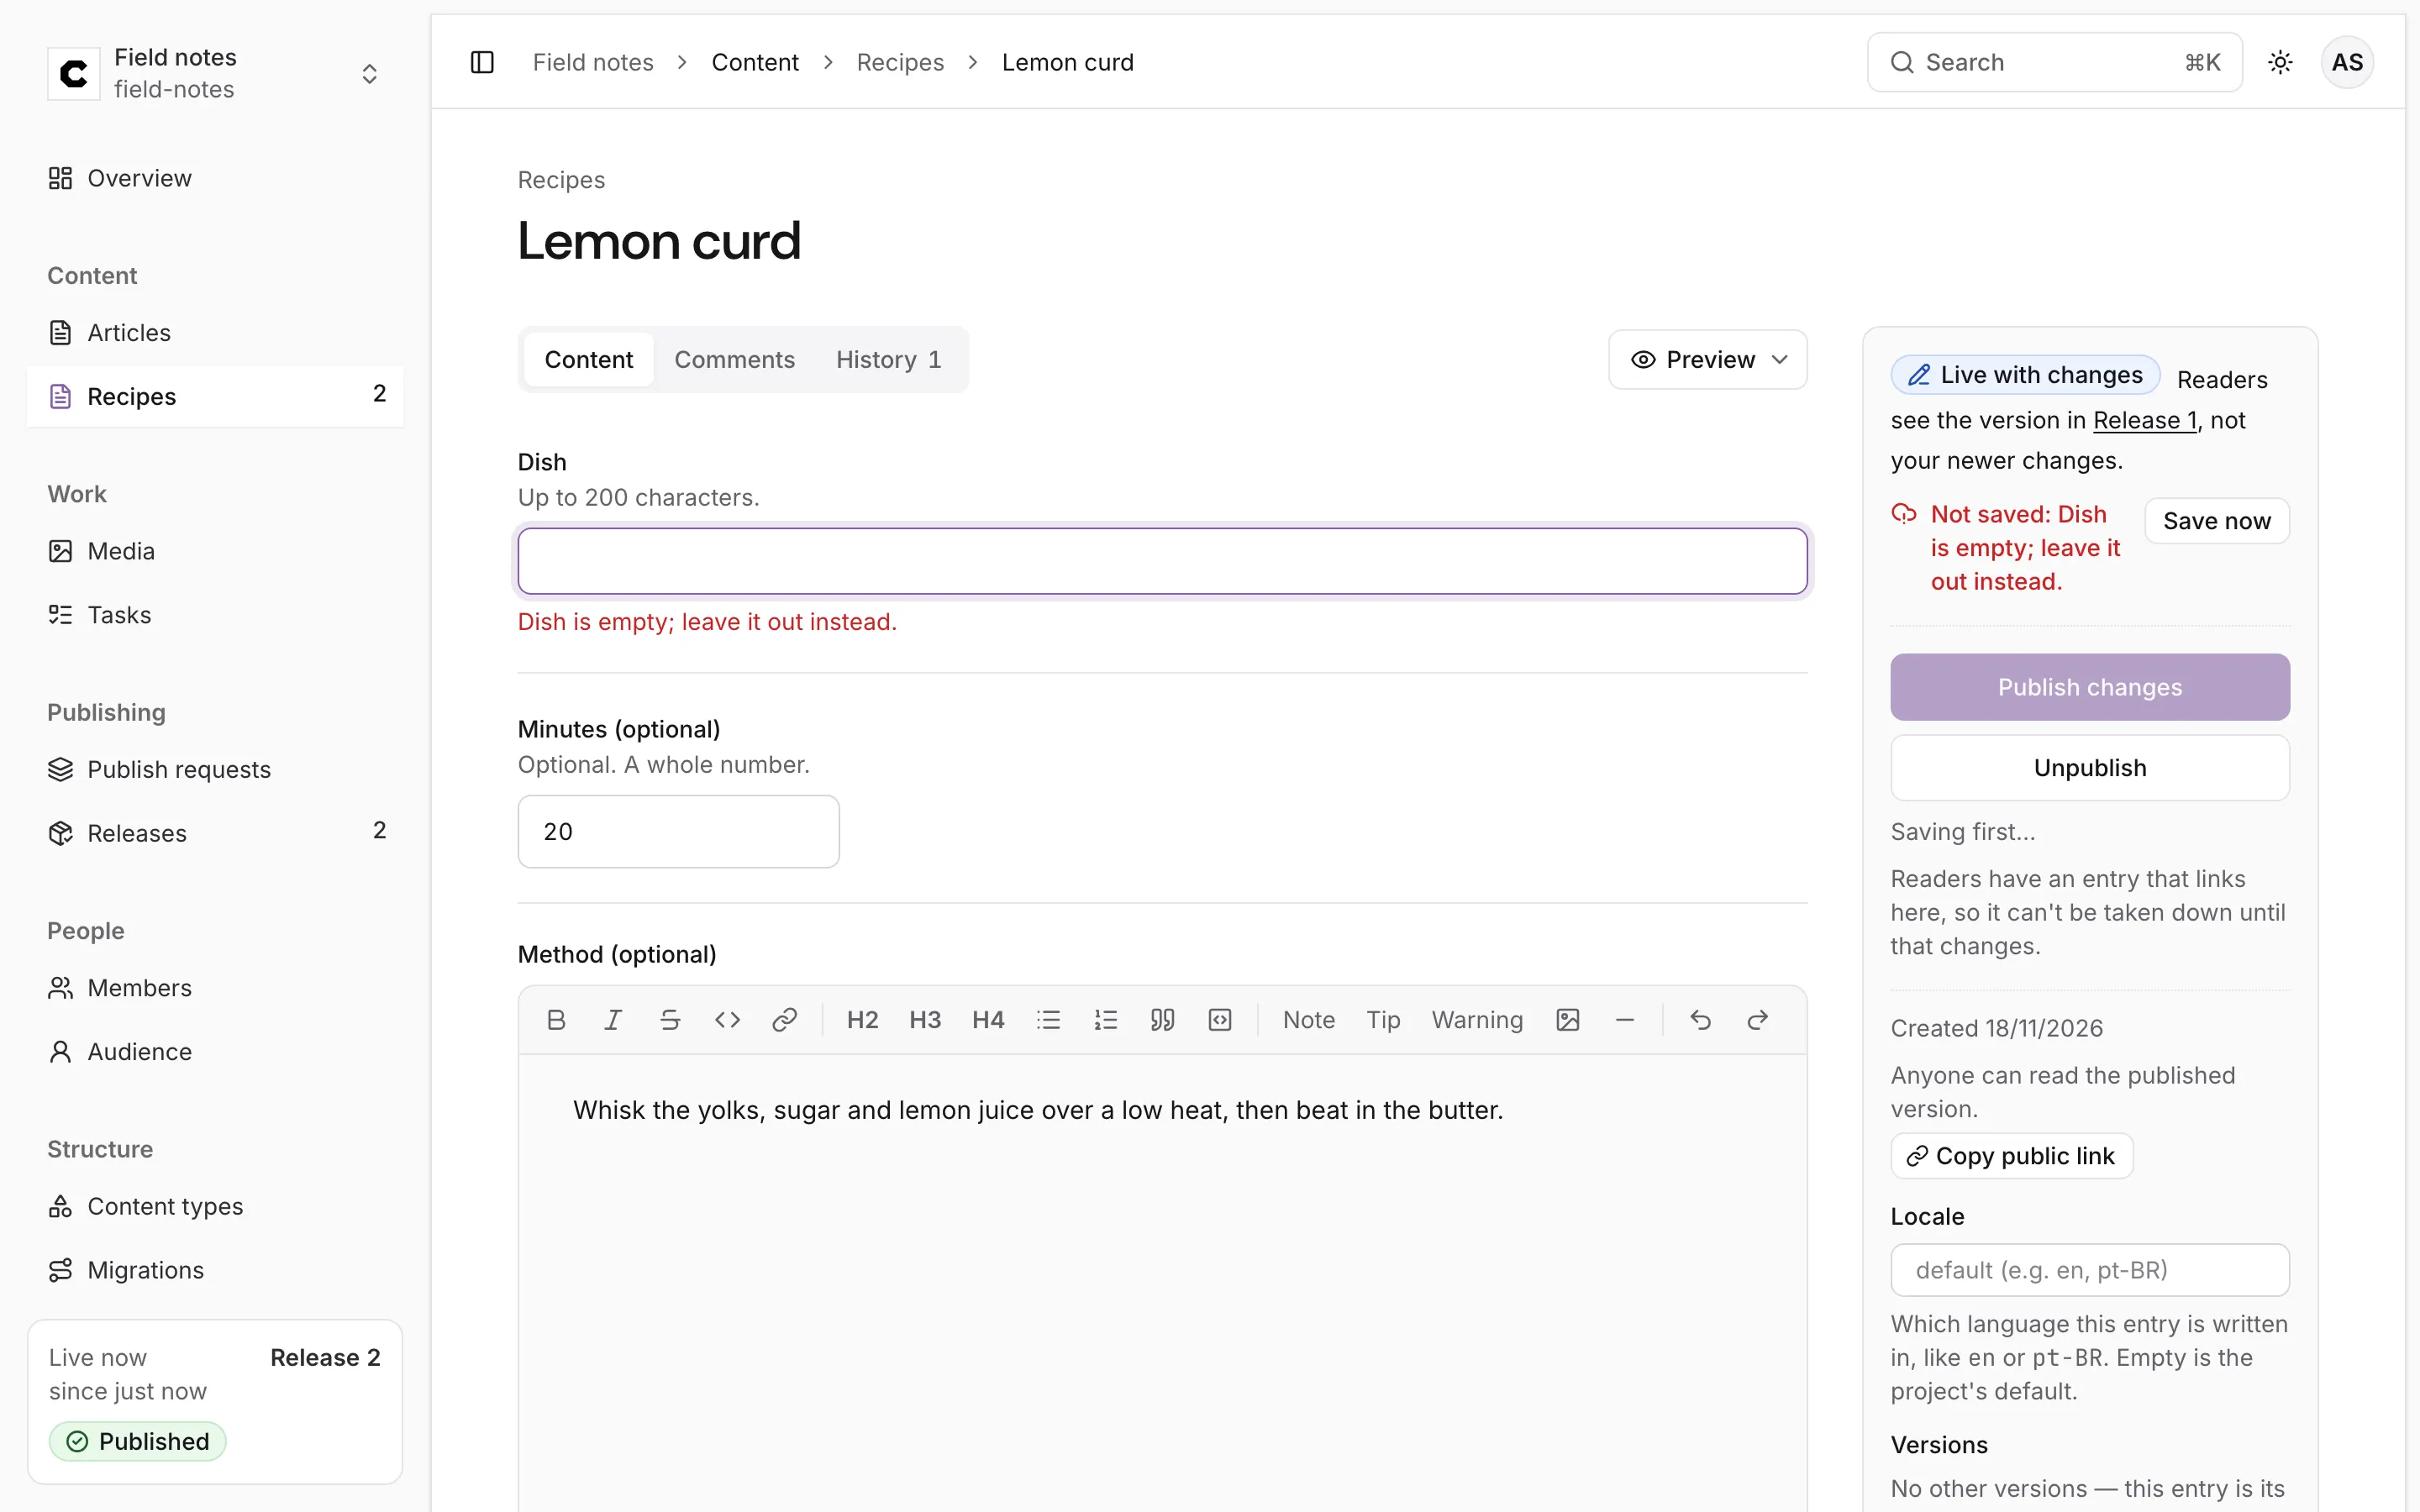 Field notes
field-notes
Overview
Content
Articles
Recipes 2
Work
Media
Tasks
Publishing
Publish requests
Releases 2
People
Members
Audience
Structure
Content types
Migrations
Live now Release 2
since just now
Published
Field notes > Content > Recipes > Lemon curd
Search ⌘K
AS
Recipes
Lemon curd
Content Comments History 1
Preview
Dish
Up to 200 characters.
Dish is empty; leave it out instead.
Minutes (optional)
Optional. A whole number.
20
Method (optional)
B I S H2 H3 H4 Note Tip Warning
Whisk the yolks, sugar and lemon juice over a low heat, then beat in the butter.
Live with changes Readers
see the version in Release 1, not
your newer changes.
Not saved: Dish
is empty; leave it
out instead.
Save now
Publish changes
Unpublish
Saving first...
Readers have an entry that links
here, so it can't be taken down until
that changes.
Created 18/11/2026
Anyone can read the published
version.
Copy public link
Locale
default (e.g. en, pt-BR)
Which language this entry is written
in, like en or pt-BR. Empty is the
project's default.
Versions
No other versions — this entry is its